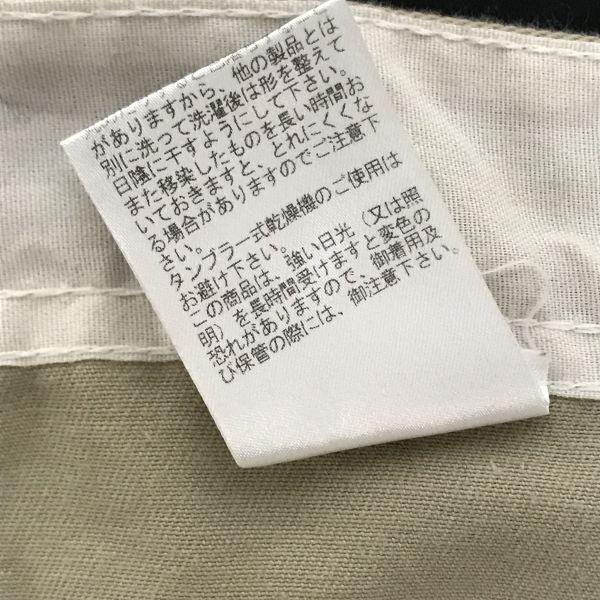 がありますから、他の製品とは
別に洗って洗濯後は形を整えて
日陰に干すようにして下さい。
また移染したものを長い時間お
いておきますと、とれにくくな
る場合がありますのでご注意下
さい。
タンブラー式乾燥機のご使用は
お避け下さい。
この商品は、強い日光（又は照
明）を長時間受けますと変色の
恐れがありますので、御着用及
び保管の際には、御注意下さい。